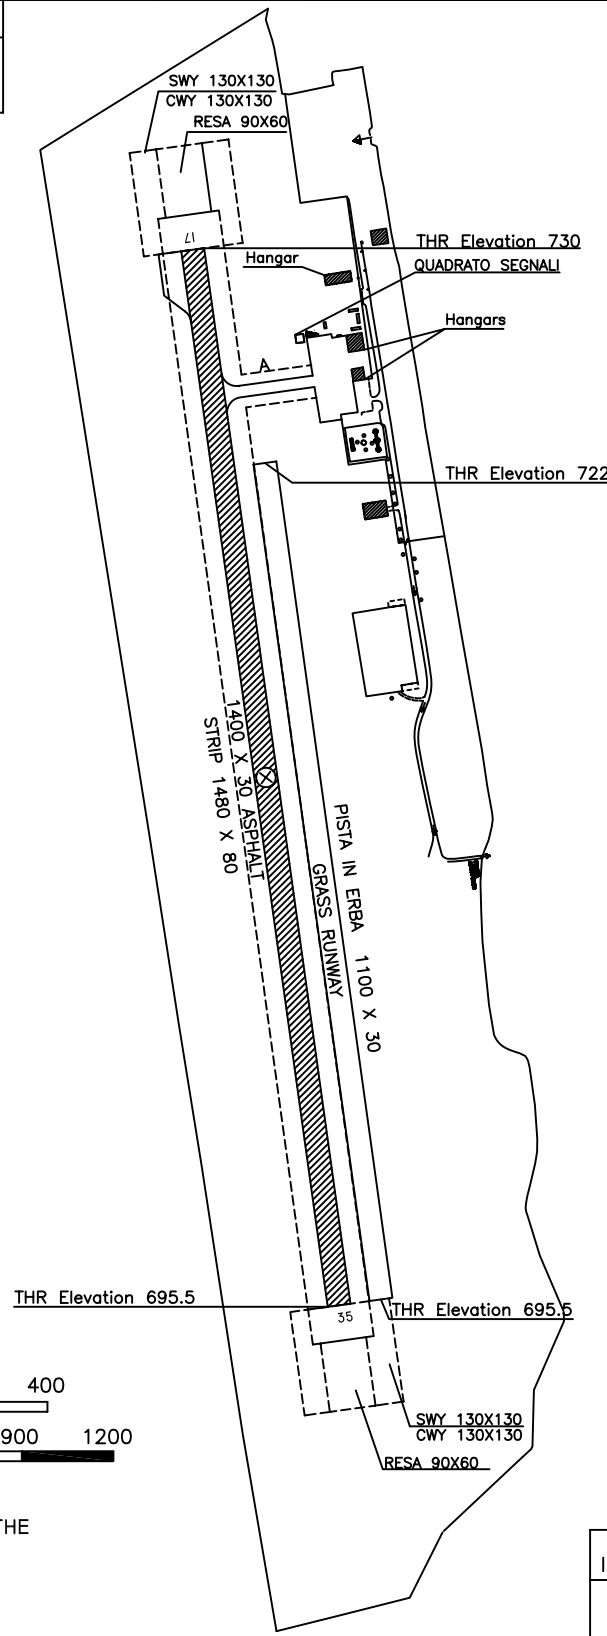 SWY 130X130
CWY 130X130
RESA 90X60
17
THR Elevation 730
Hangar
QUADRATO SEGNALI
Hangars
A
THR Elevation 722
1400 X 30 ASPHALT
STRIP 1480 X 80
PISTA IN ERBA 1100 X 30
GRASS RUNWAY
THR Elevation 695.5
35
THR Elevation 695.5
400
SWY 130X130
CWY 130X130
900 1200
RESA 90X60
THE